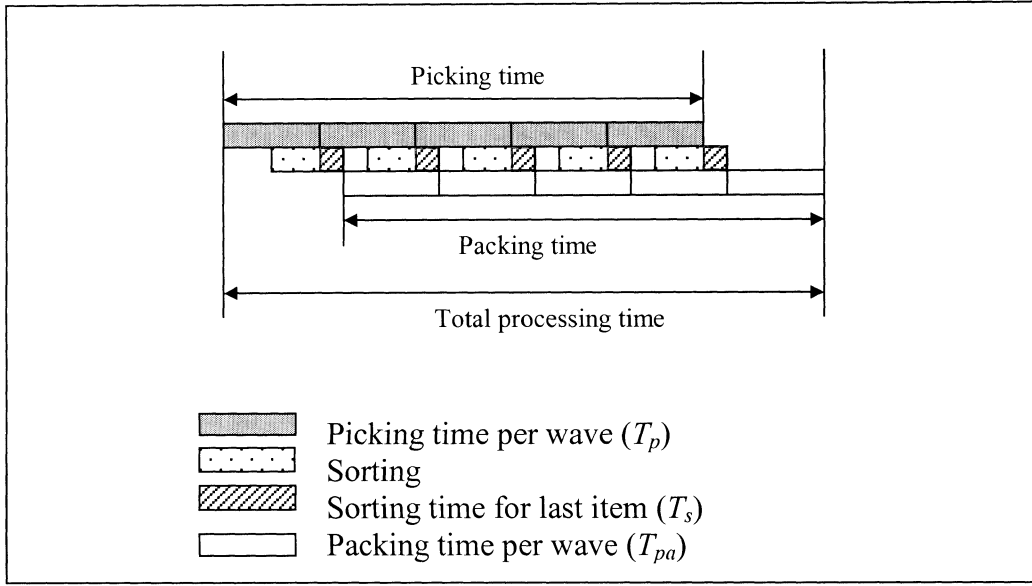 Picking time
Packing time
Total processing time
Picking time per wave (Tp)
Sorting
Sorting time for last item (Ts)
Packing time per wave (Tpa)